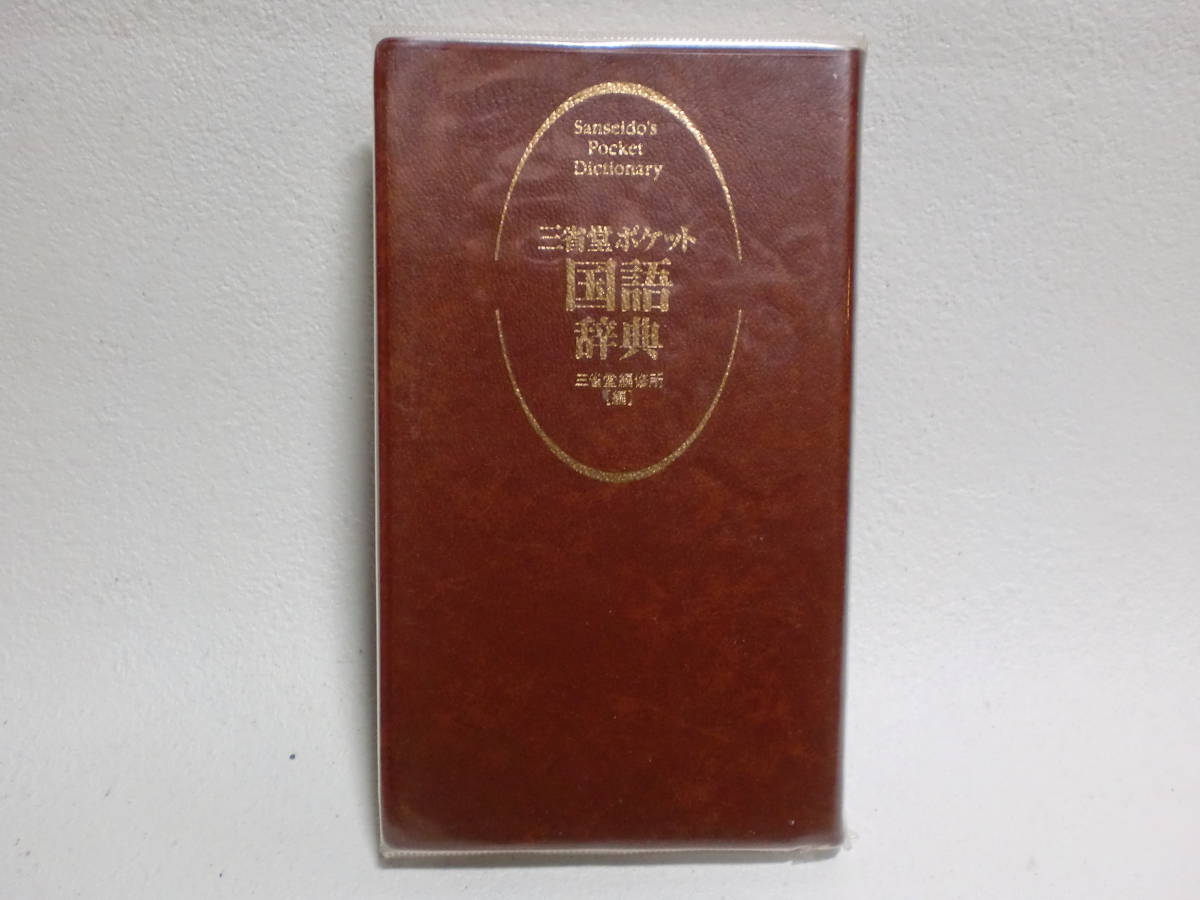 Sanseido's
Pocket
Dictionary
三省堂ポケット
国語
辞典
三省堂編修所
[編]